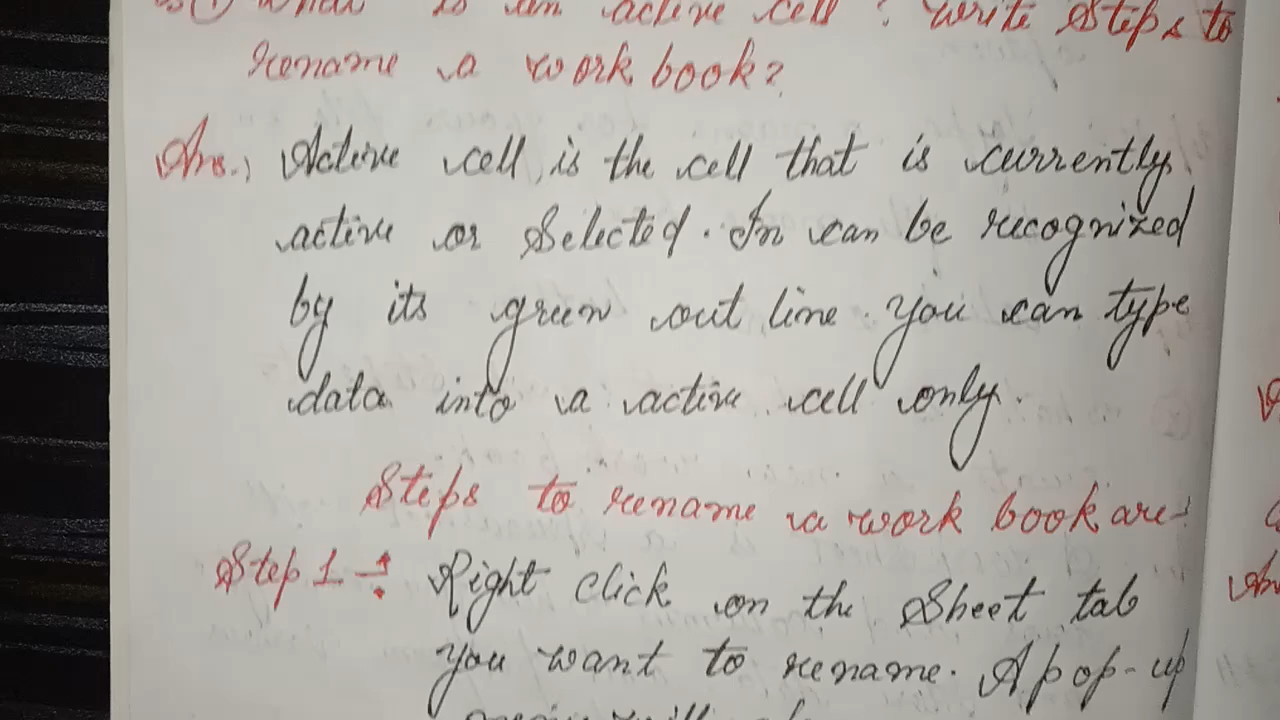 What is an active cell? Write Steps to
rename a work book?
Ans., Active cell is the cell that is currently
active or Selected. In can be recognized
by its green out line. You can type
data into a active cell only.
Steps to rename a work book are
Step 1 Right click on the Sheet tab
you want to rename. A pop-up